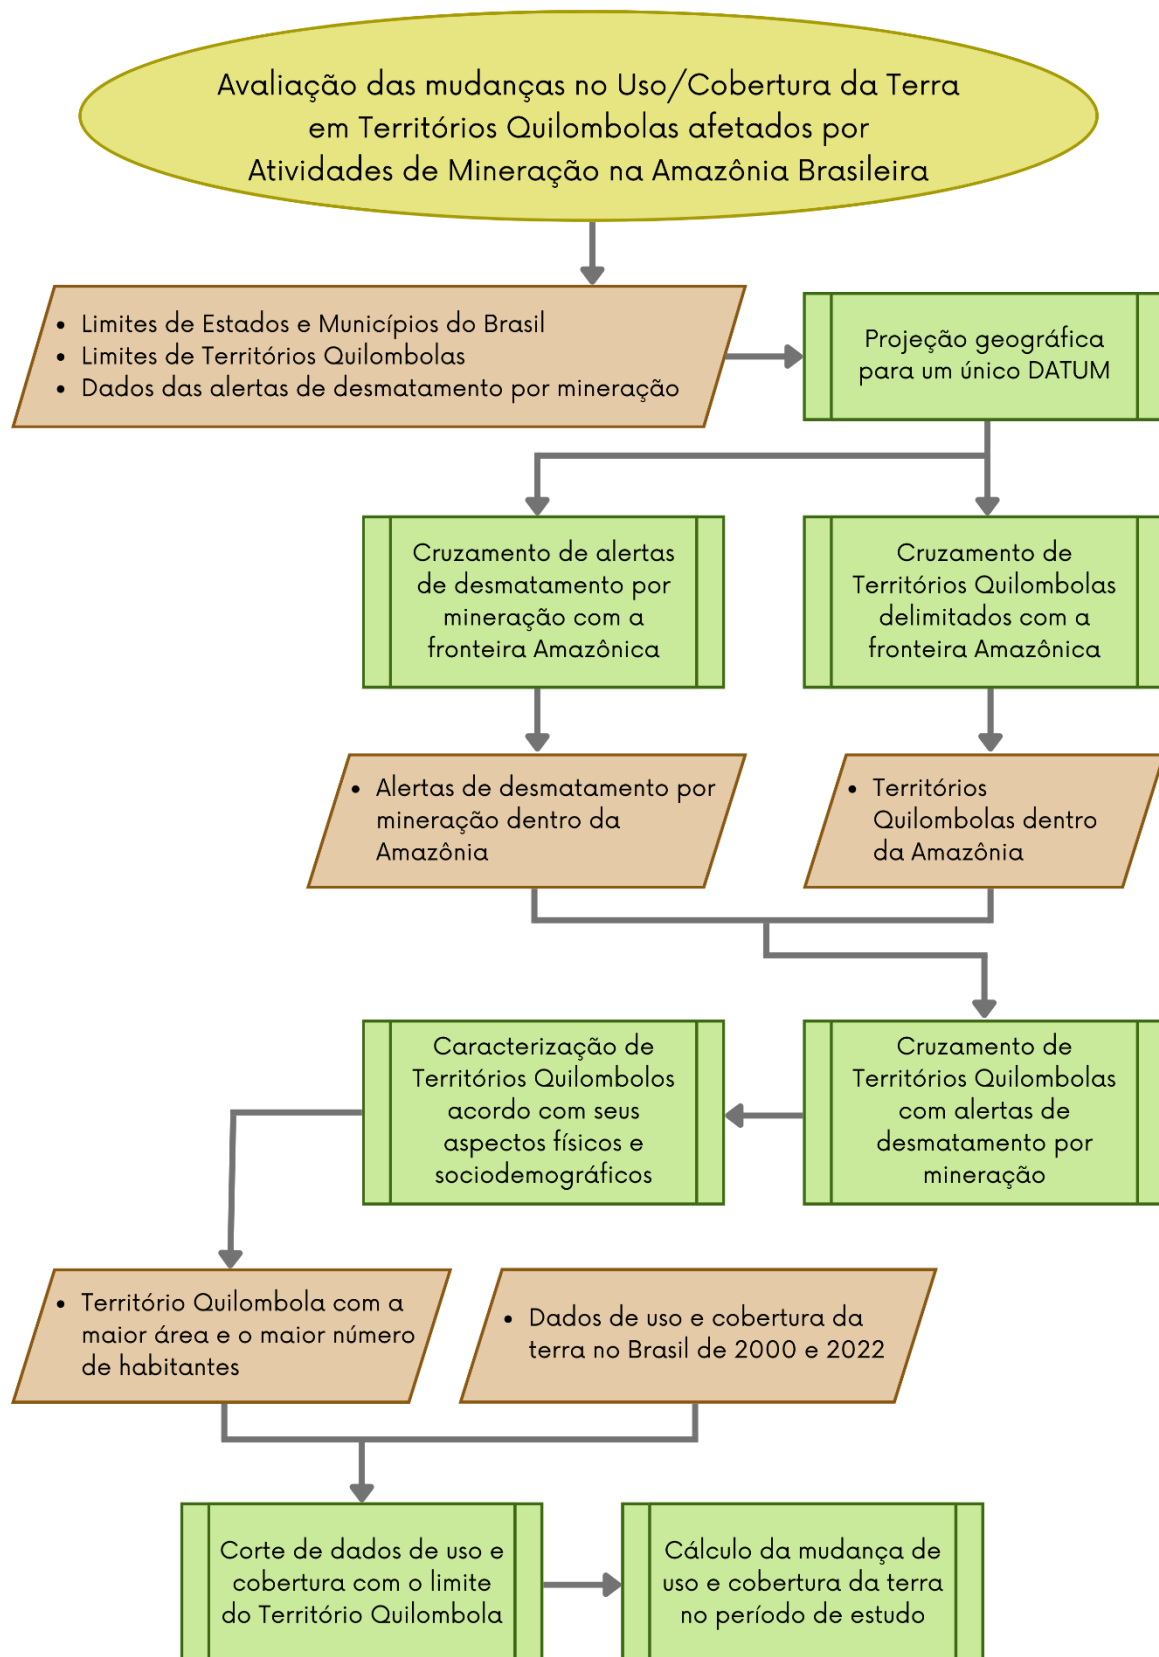 Avaliação das mudanças no Uso/Cobertura da Terra
em Territórios Quilombolas afetados por
Atividades de Mineração na Amazônia Brasileira
• Limites de Estados e Municípios do Brasil
• Limites de Territórios Quilombolas
• Dados das alertas de desmatamento por mineração
Projeção geográfica
para um único DATUM
Cruzamento de alertas
de desmatamento por
mineração com a
fronteira Amazônica
Cruzamento de
Territórios Quilombolas
delimitados com a
fronteira Amazônica
• Alertas de desmatamento por
mineração dentro da
Amazônia
• Territórios
Quilombolas dentro
da Amazônia
Caracterização de
Territórios Quilombolos
acordo com seus
aspectos físicos e
sociodemográficos
Cruzamento de
Territórios Quilombolas
com alertas de
desmatamento por
mineração
• Território Quilombola com a
maior área e o maior número
de habitantes
• Dados de uso e cobertura da
terra no Brasil de 2000 e 2022
Corte de dados de uso e
cobertura com o limite
do Território Quilombola
Cálculo da mudança de
uso e cobertura da terra
no período de estudo